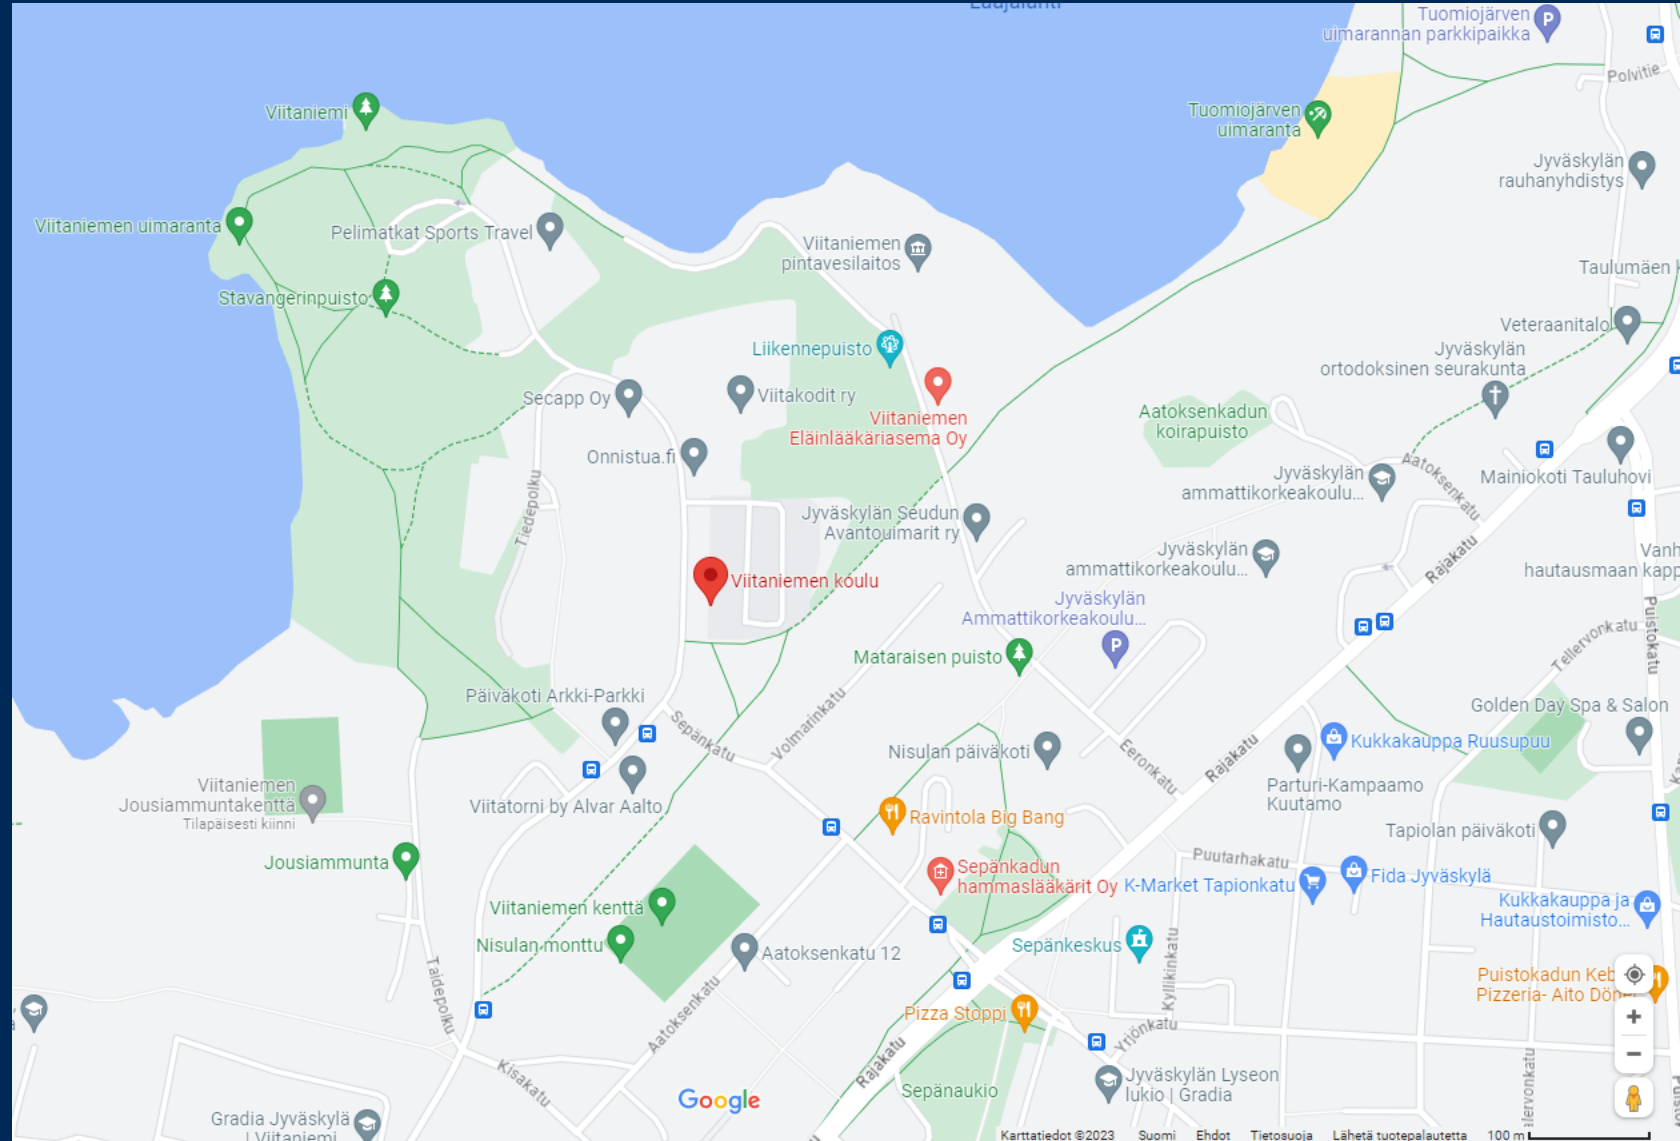 Tuomiojärven
uimarannan parkkipaikka
Polvitie
Viitaniemi
Tuomiojärven
uimaranta
Jyväskylän
rauhanyhdistys
Viitaniemen uimaranta
Pelimatkat Sports Travel
Viitaniemen
pintavesilaitos
Taulumäen k
Stavangerinpuisto
Veteraanitalo
Liikennepuisto
Jyväskylän
ortodoksinen seurakunta
Secapp Oy
Viitakodit ry
Viitaniemen
Eläinlääkäriasema Oy
Aatoksenkadun
koirapuisto
Onnistua.fi
Aatoksenkatu
Mainiokoti Tauluhovi
Jyväskylän
ammattikorkeakoulu...
Tiedepolku
Jyväskylän Seudun
Avantouimarit ry
Jyväskylän
ammattikorkeakoulu...
Rajakatu
Vanh
hautausmaan kapp
Viitaniemen koulu
Jyväskylän
Ammattikorkeakoulu...
Puistokatu
Tellervonkatu
Mataraisen puisto
Päiväkoti Arkki-Parkki
Sepänkatu
Volmarinkatu
Golden Day Spa & Salon
Nisulan päiväkoti
Eeronkatu
Rajakatu
Kukkakauppa Ruusupuu
Parturi-Kampaamo
Kuutamo
Viitaniemen
Jousiammuntakenttä
Tilapäisesti kiinni
Viitatorni by Alvar Aalto
Ravintola Big Bang
Tapiolan päiväkoti
Jousiammunta
Puutarhakatu
Sepänkadun
hammaslääkärit Oy
K-Market Tapionkatu
Fida Jyväskylä
Viitaniemen kenttä
Kukkakauppa ja
Hautaustoimisto...
Nisulan monttu
Aatoksenkatu 12
Sepänkeskus
Kyllikinkatu
Taidepolku
Puistokadun Keb
Pizzeria- Aito Döner
Aatoksenkatu
Pizza Stoppi
Yrjönkatu
Rajakatu
Kisakatu
Sepänaukio
Jyväskylän Lyseon
lukio | Gradia
Google
Gradia Jyväskylä
| Viitaniemi
Karttatiedot ©2023 Suomi Ehdot Tietosuoja Lähetä tuotepalautetta 100 m